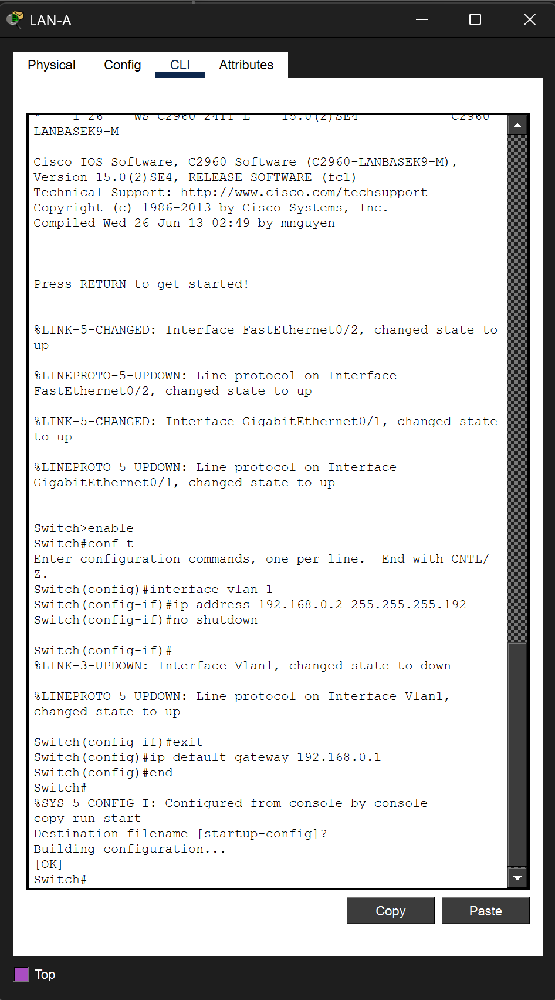 LAN-A
Physical Config CLI Attributes
* 1 26 WS-C2960-24TT-L 15.0(2)SE4 C2960-
LANBASEK9-M
Cisco IOS Software, C2960 Software (C2960-LANBASEK9-M),
Version 15.0(2)SE4, RELEASE SOFTWARE (fc1)
Technical Support: http://www.cisco.com/techsupport
Copyright (c) 1986-2013 by Cisco Systems, Inc.
Compiled Wed 26-Jun-13 02:49 by mnguyen
Press RETURN to get started!
%LINK-5-CHANGED: Interface FastEthernet0/2, changed state to
up
%LINEPROTO-5-UPDOWN: Line protocol on Interface
FastEthernet0/2, changed state to up
%LINK-5-CHANGED: Interface GigabitEthernet0/1, changed state
to up
%LINEPROTO-5-UPDOWN: Line protocol on Interface
GigabitEthernet0/1, changed state to up
Switch>enable
Switch#conf t
Enter configuration commands, one per line.  End with CNTL/
Z.
Switch(config)#interface vlan 1
Switch(config-if)#ip address 192.168.0.2 255.255.255.192
Switch(config-if)#no shutdown
Switch(config-if)#
%LINK-3-UPDOWN: Interface Vlan1, changed state to down
%LINEPROTO-5-UPDOWN: Line protocol on Interface Vlan1,
changed state to up
Switch(config-if)#exit
Switch(config)#ip default-gateway 192.168.0.1
Switch(config)#end
Switch#
%SYS-5-CONFIG_I: Configured from console by console
copy run start
Destination filename [startup-config]?
Building configuration...
[OK]
Switch#
Copy Paste
Top